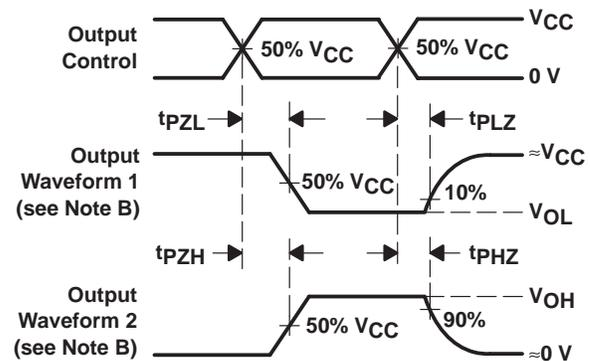 Output
Control
50% VCC
50% VCC
VCC
0 V
tPZL
tPLZ
Output
Waveform 1
(see Note B)
50% VCC
10%
≈VCC
VOL
tPZH
tPHZ
Output
Waveform 2
(see Note B)
50% VCC
90%
VOH
≈0 V